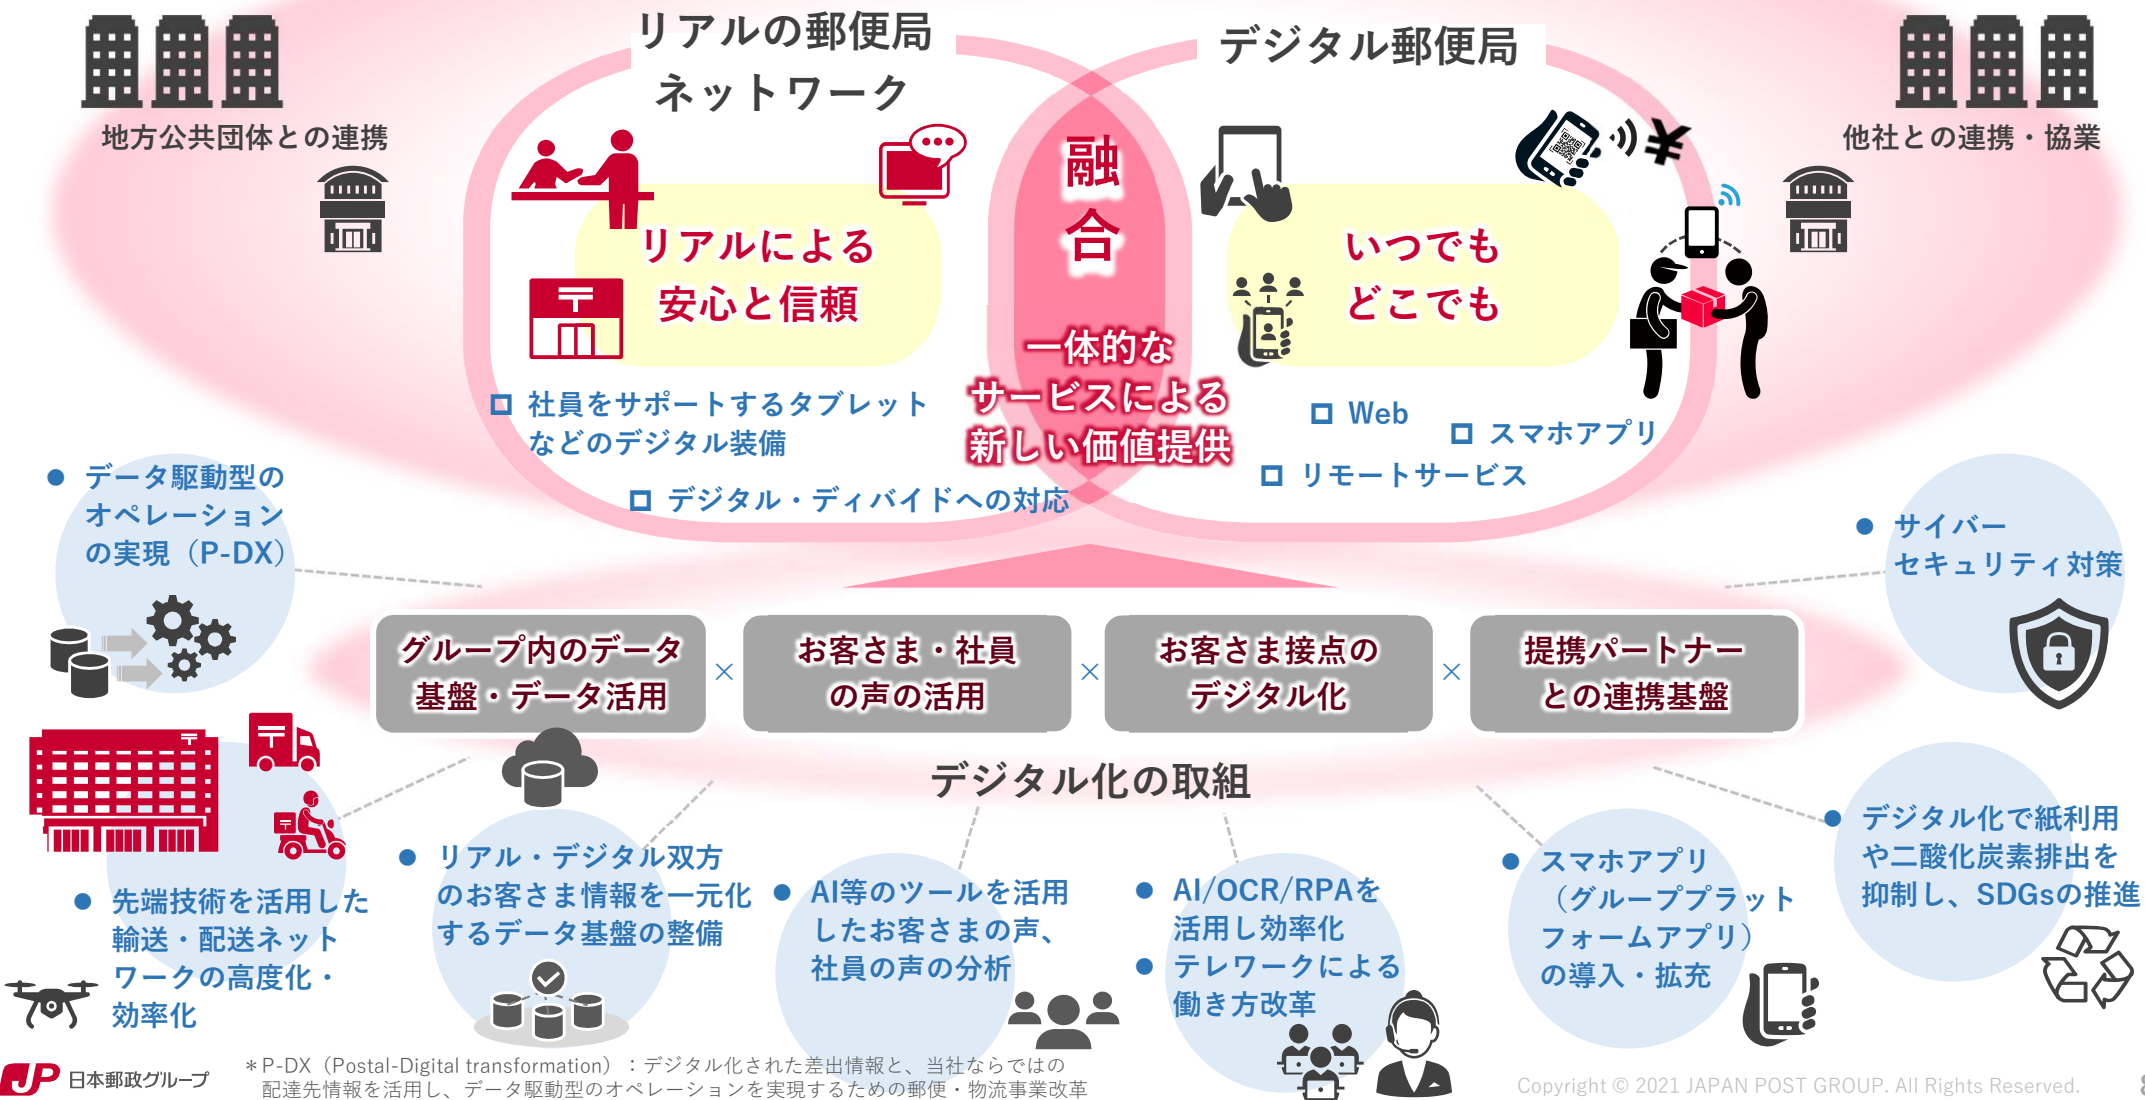 リアルの郵便局
ネットワーク
デジタル郵便局
地方公共団体との連携
他社との連携・協業
融
合
リアルによる
安心と信頼
いつでも
どこでも
一体的な
サービスによる
新しい価値提供
社員をサポートするタブレット
などのデジタル装備
デジタル・ディバイドへの対応
Web
スマホアプリ
リモートサービス
● データ駆動型の
オペレーション
の実現（P-DX）
● サイバー
セキュリティ対策
グループ内のデータ
基盤・データ活用
×
お客さま・社員
の声の活用
×
お客さま接点の
デジタル化
×
提携パートナー
との連携基盤
デジタル化の取組
● 先端技術を活用した
輸送・配送ネット
ワークの高度化・
効率化
● リアル・デジタル双方
のお客さま情報を一元化
するデータ基盤の整備
● AI等のツールを活用
したお客さまの声、
社員の声の分析
● AI/OCR/RPAを
活用し効率化
● テレワークによる
働き方改革
● スマホアプリ
（グループプラット
フォームアプリ）
の導入・拡充
● デジタル化で紙利用
や二酸化炭素排出を
抑制し、SDGsの推進
JP 日本郵政グループ
＊P-DX（Postal-Digital transformation）：デジタル化された差出情報と、当社ならではの
配達先情報を活用し、データ駆動型のオペレーションを実現するための郵便・物流事業改革
Copyright © 2021 JAPAN POST GROUP. All Rights Reserved.